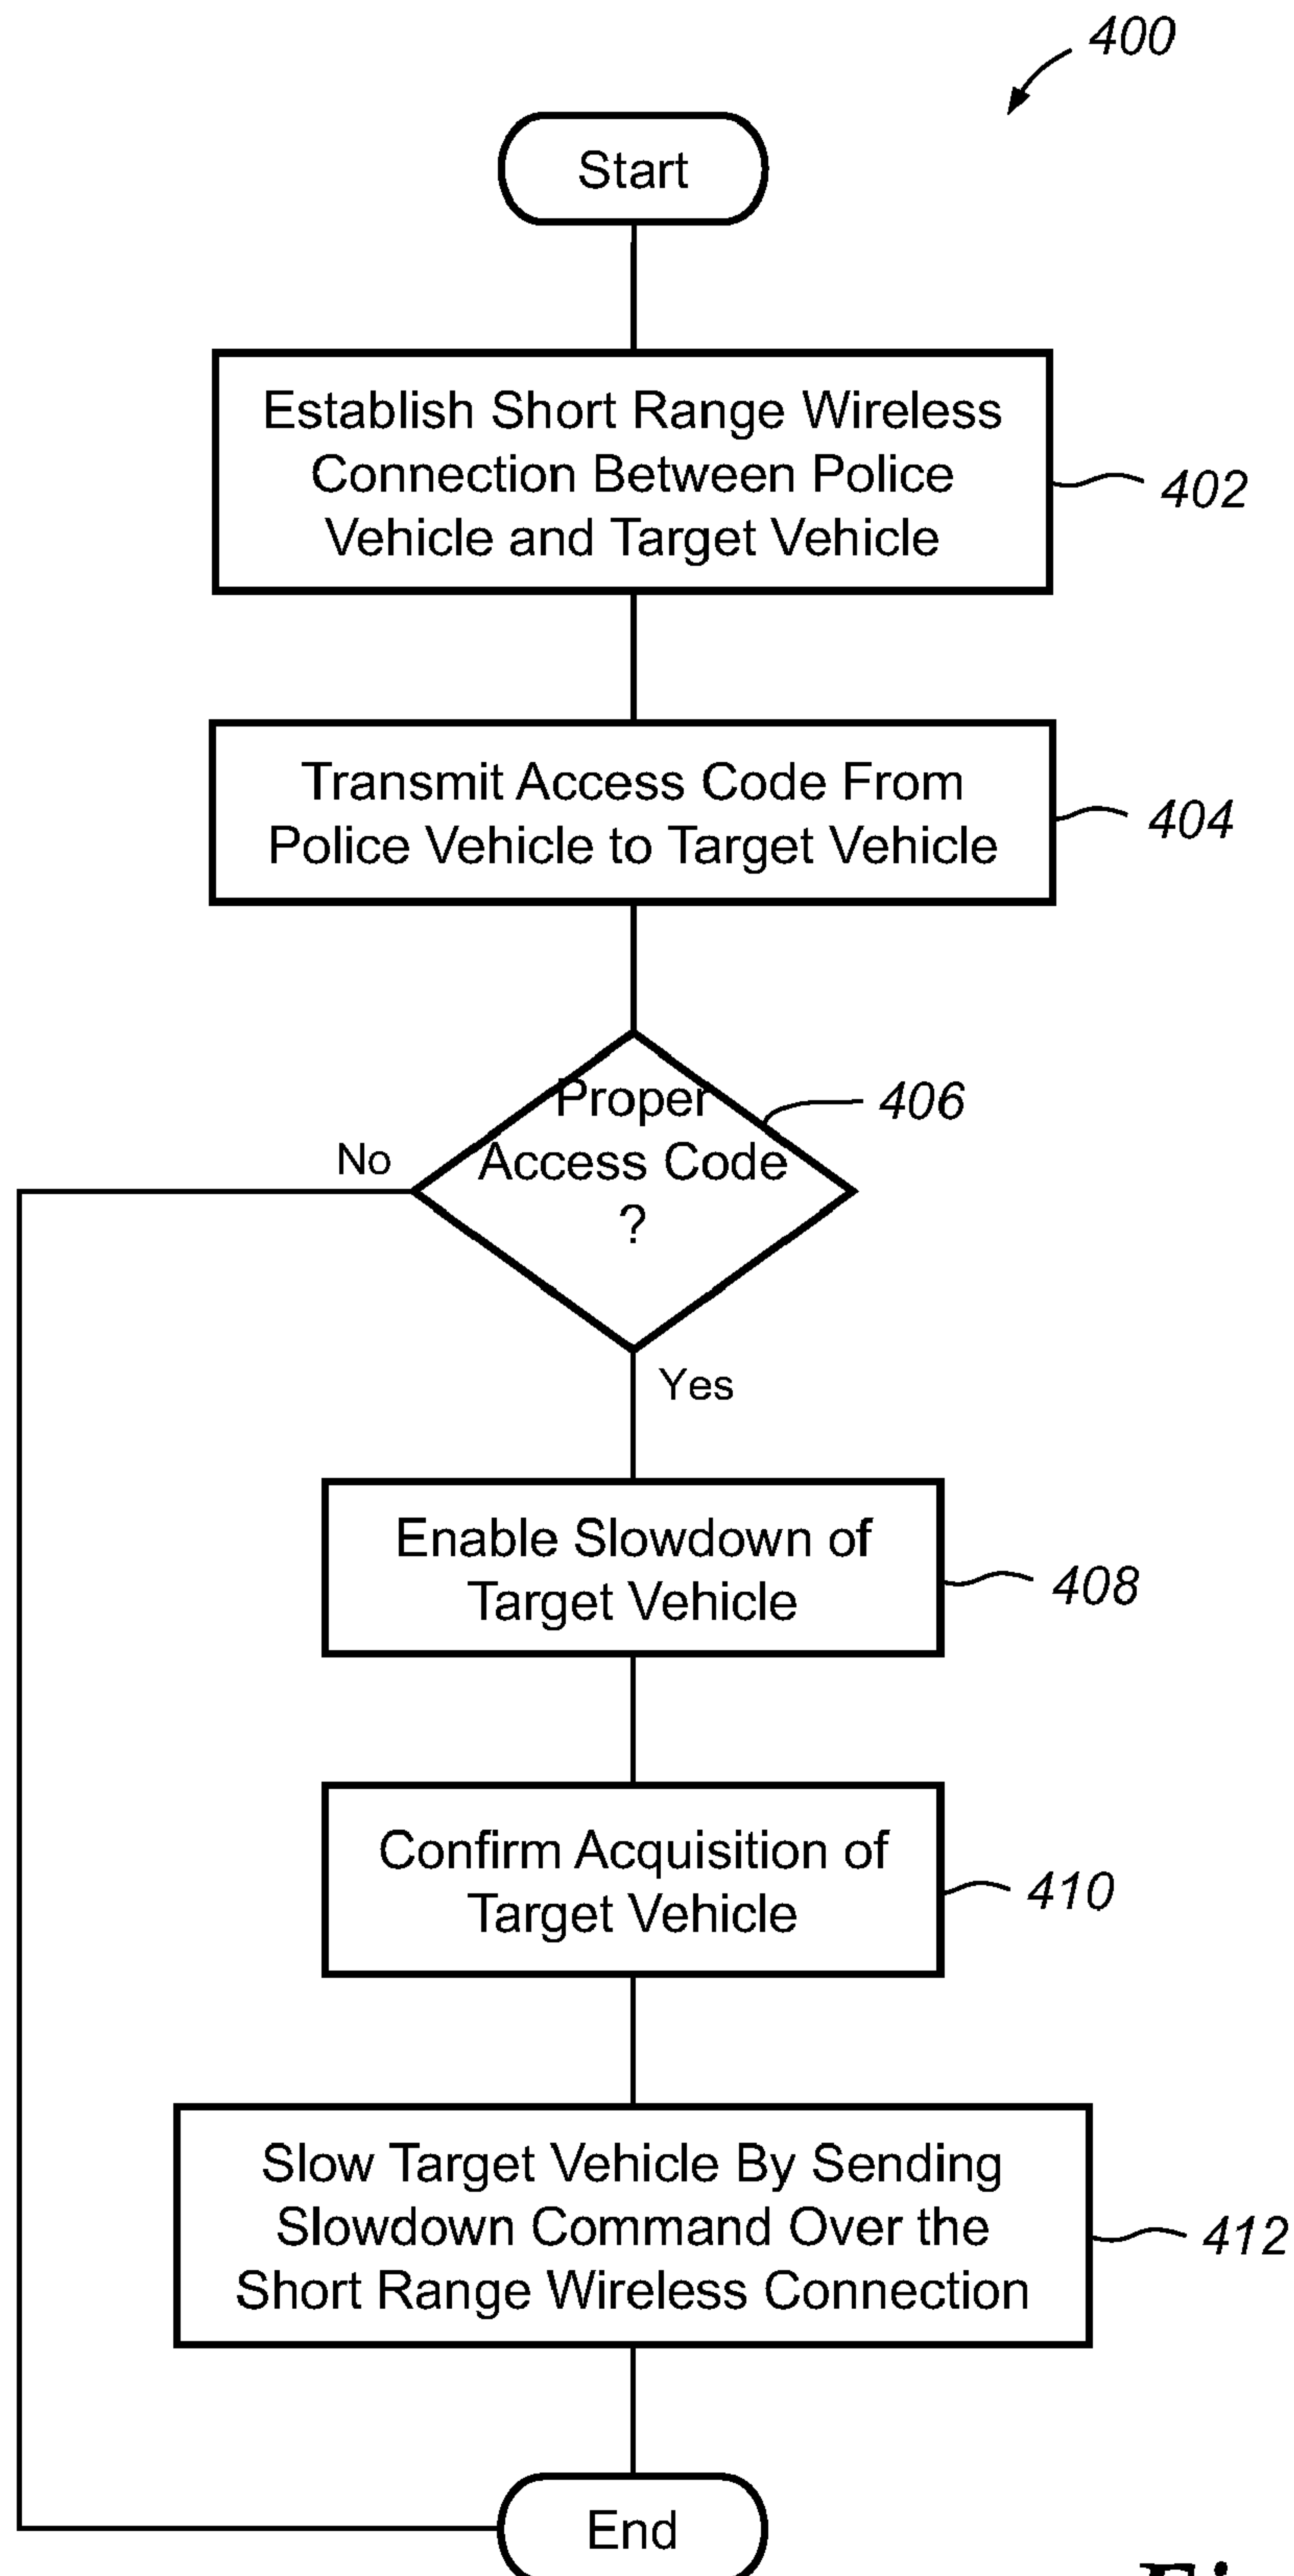 400
Start
Establish Short Range Wireless
Connection Between Police
Vehicle and Target Vehicle
402
Transmit Access Code From
Police Vehicle to Target Vehicle
404
Proper
Access Code
?
406
No
Yes
Enable Slowdown of
Target Vehicle
408
Confirm Acquisition of
Target Vehicle
410
Slow Target Vehicle By Sending
Slowdown Command Over the
Short Range Wireless Connection
412
End